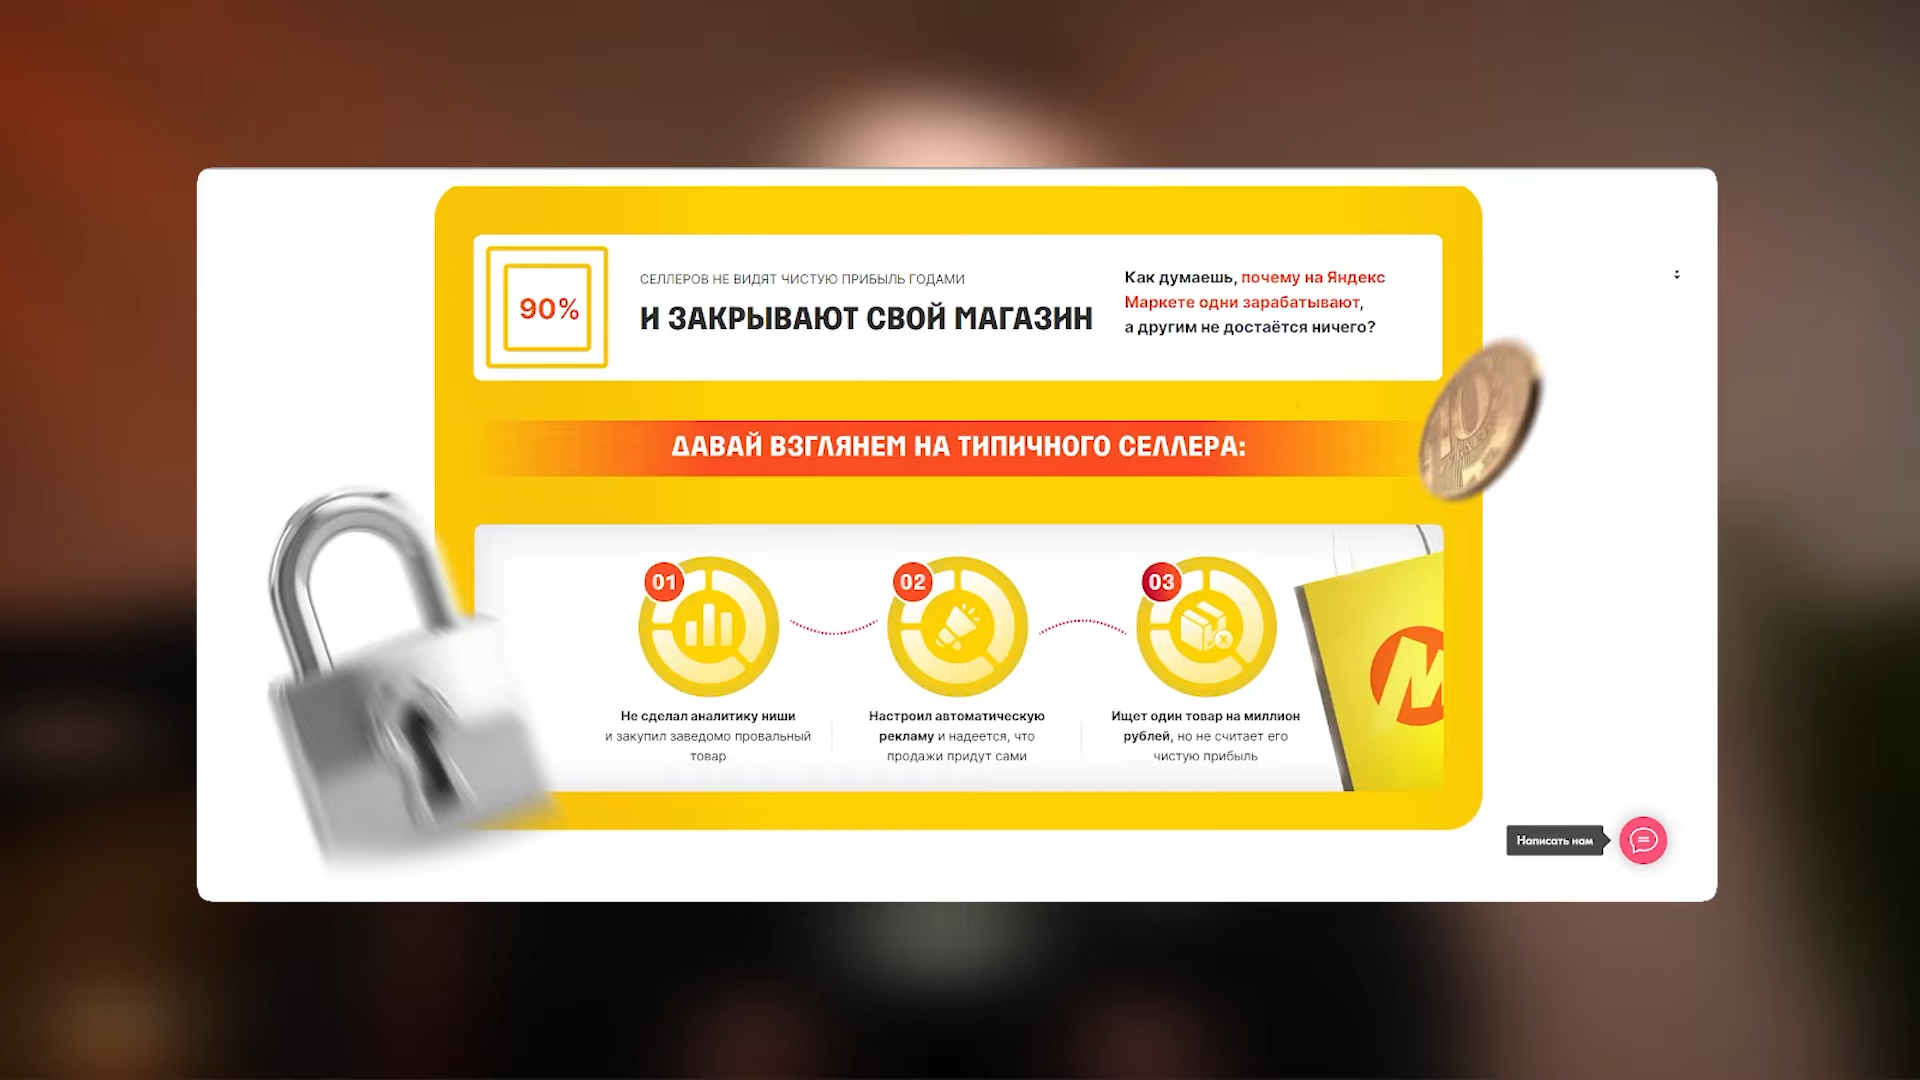 90%
СЕЛЛЕРОВ НЕ ВИДЯТ ЧИСТУЮ ПРИБЫЛЬ ГОДАМИ
И ЗАКРЫВАЮТ СВОЙ МАГАЗИН
Как думаешь, почему на Яндекс
Маркете одни зарабатывают,
а другим не достаётся ничего?
ДАВАЙ ВЗГЛЯНЕМ НА ТИПИЧНОГО СЕЛЛЕРА:
01
Не сделал аналитику ниши
и закупил заведомо провальный
товар
02
Настроил автоматическую
рекламу и надеется, что
продажи придут сами
03
Ищет один товар на миллион
рублей, но не считает его
чистую прибыль
М
10
Написать нам